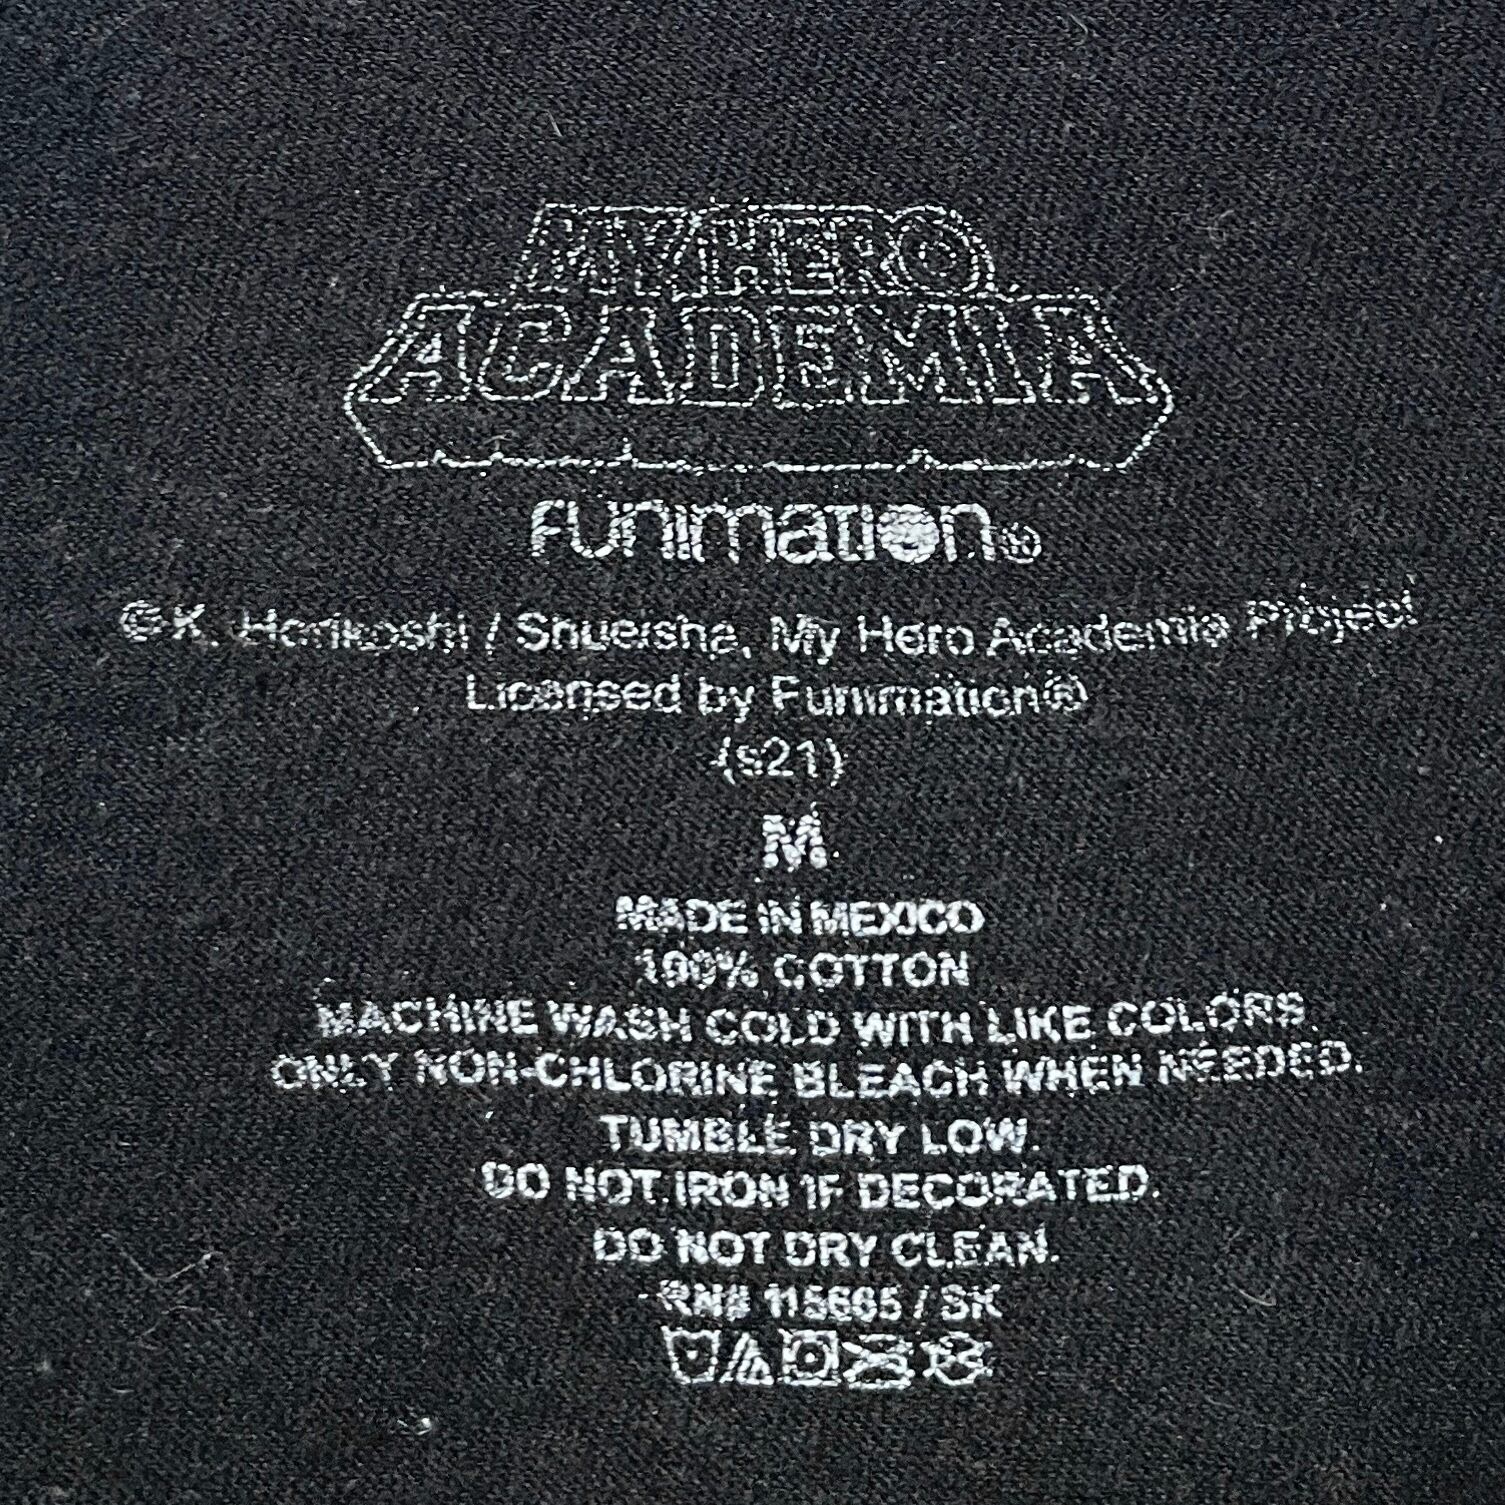 MY HERO
ACADEMIA
FUNIMATION®
©K. Horikoshi / Shueisha, My Hero Academia Project
Licensed by Funimation®
(s21)
M
MADE IN MEXICO
100% COTTON
MACHINE WASH COLD WITH LIKE COLORS.
ONLY NON-CHLORINE BLEACH WHEN NEEDED.
TUMBLE DRY LOW.
DO NOT IRON IF DECORATED.
DO NOT DRY CLEAN.
RN# / SK